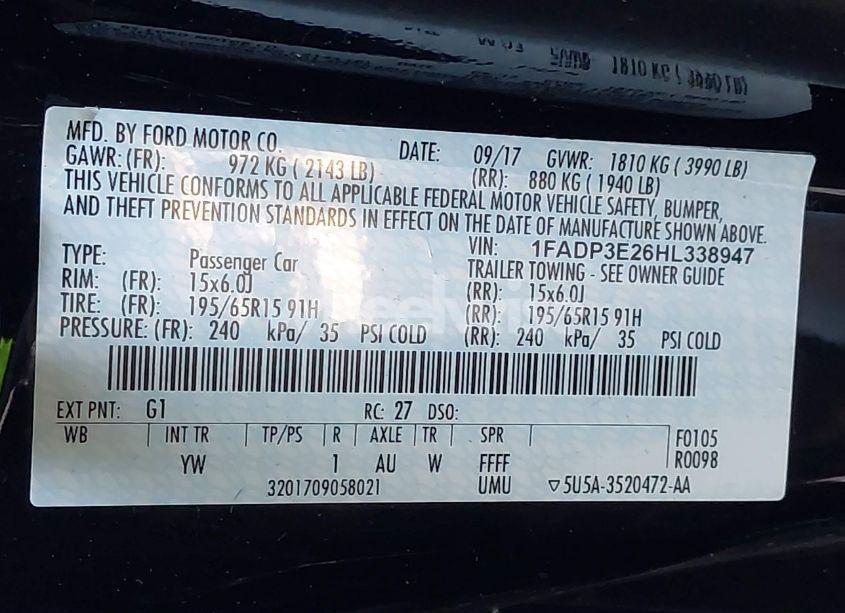 1810 KG ( 3990 LB)
MFD. BY FORD MOTOR CO. DATE: 09/17 GVWR: 1810 KG ( 3990 LB)
GAWR: (FR): 972 KG ( 2143 LB) (RR): 880 KG ( 1940 LB)
THIS VEHICLE CONFORMS TO ALL APPLICABLE FEDERAL MOTOR VEHICLE SAFETY, BUMPER,
AND THEFT PREVENTION STANDARDS IN EFFECT ON THE DATE OF MANUFACTURE SHOWN ABOVE.
VIN: 1FADP3E26HL338947
TYPE: Passenger Car TRAILER TOWING - SEE OWNER GUIDE
RIM: (FR): 15x6.0J (RR): 15x6.0J
TIRE: (FR): 195/65R15 91H (RR): 195/65R15 91H
PRESSURE: (FR): 240 kPa/ 35 PSI COLD (RR): 240 kPa/ 35 PSI COLD
EXT PNT: G1 RC: 27 DSO:
WB INT TR TP/PS R AXLE TR SPR F0105
YW 1 AU W FFFF R0098
3201709058021 UMU ▽5U5A-3520472-AA